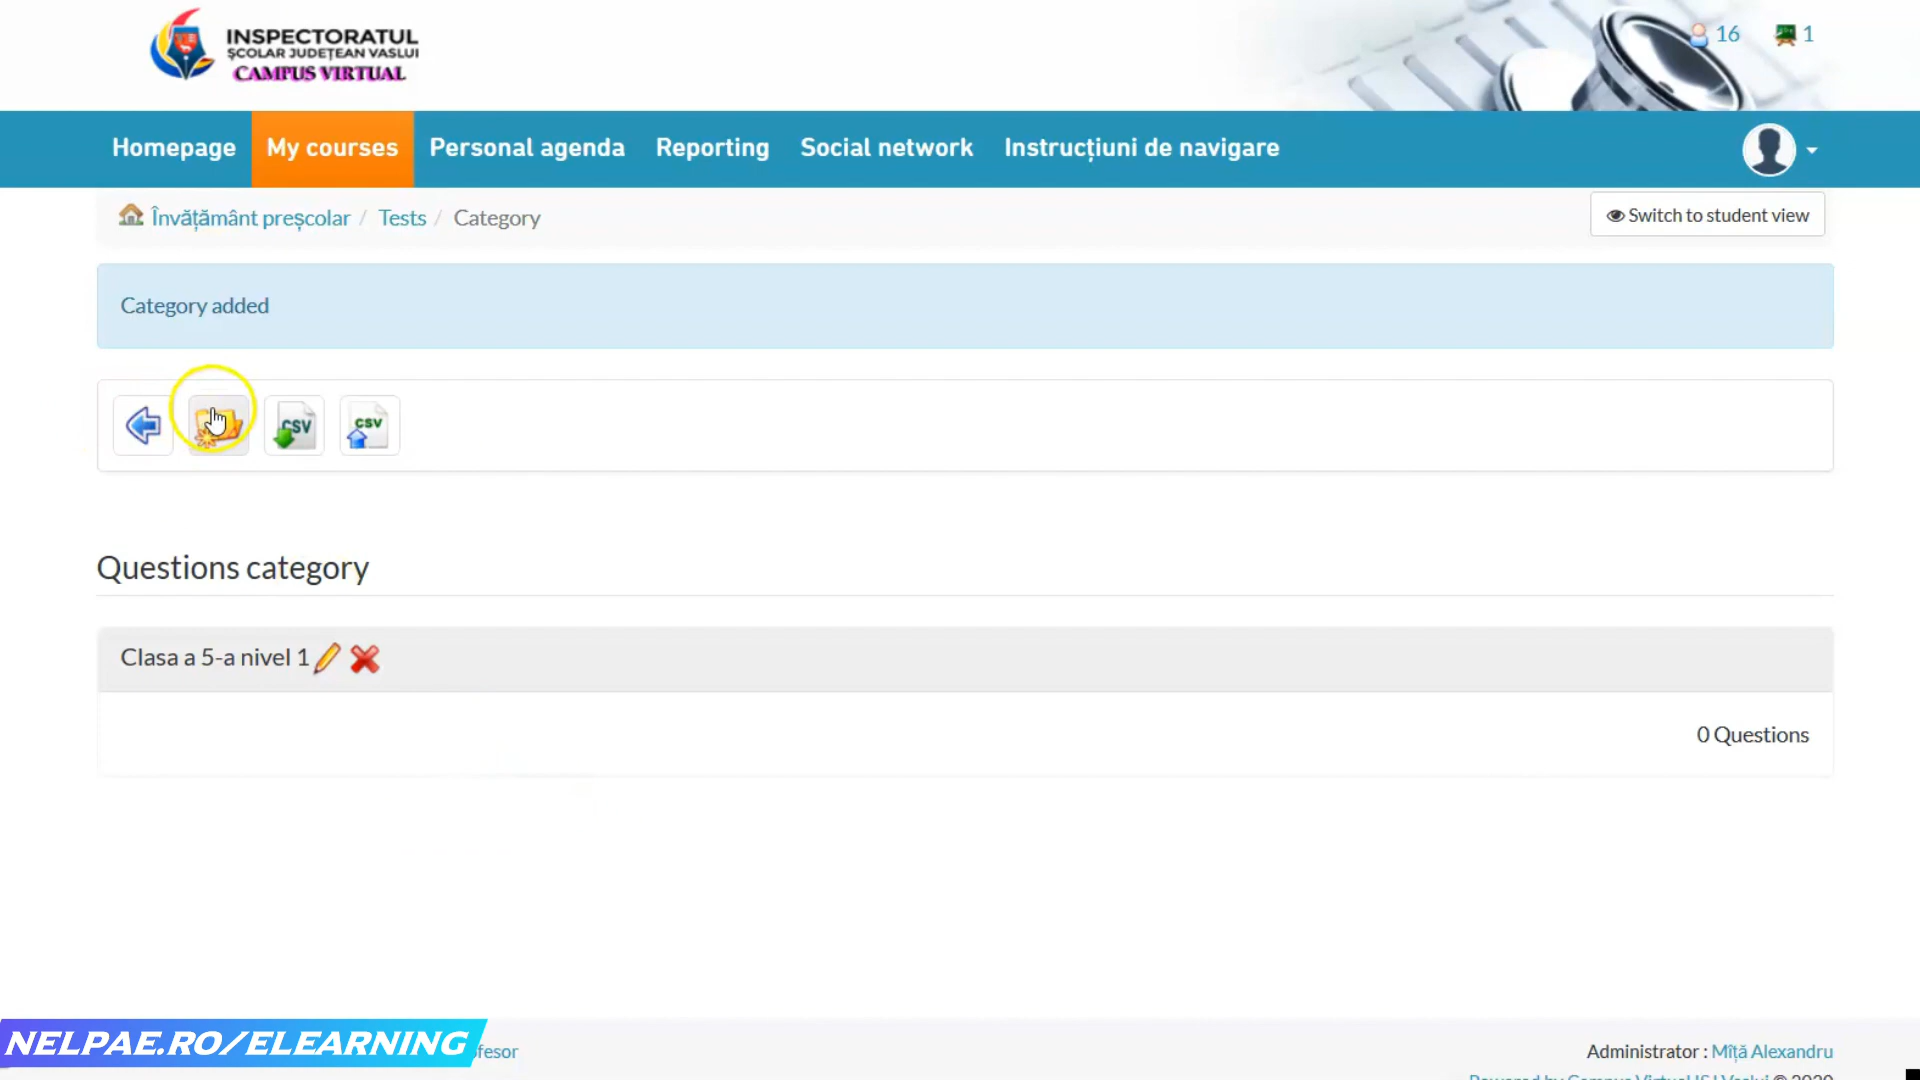 INSPECTORATUL
ȘCOLAR JUDEȚEAN VASLUI
CAMPUS VIRTUAL
16
1
Homepage
My courses
Personal agenda
Reporting
Social network
Instrucțiuni de navigare
Învățământ preșcolar / Tests / Category
Switch to student view
Category added
CSV
CSV
Questions category
Clasa a 5-a nivel 1
0 Questions
NELPAE.RO/ELEARNING
fesor
Administrator : Mîță Alexandru